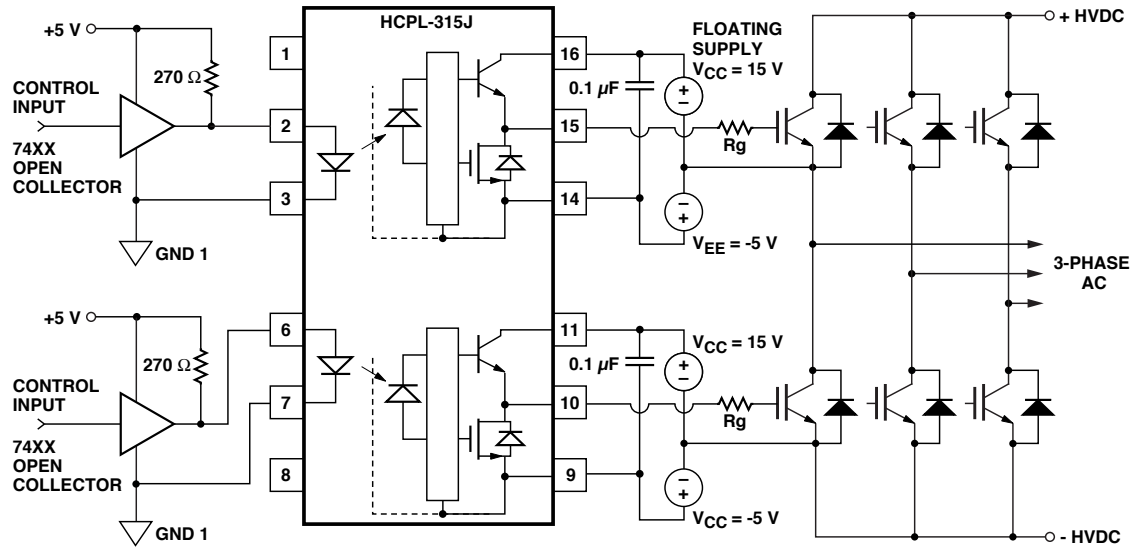 HCPL-315J
+5 V
270 Ω
CONTROL
INPUT
74XX
OPEN
COLLECTOR
GND 1
1
2
3
16
15
14
0.1 µF
FLOATING
SUPPLY
VCC = 15 V
+
–
–
+
VEE = -5 V
Rg
+ HVDC
3-PHASE
AC
+5 V
270 Ω
CONTROL
INPUT
74XX
OPEN
COLLECTOR
GND 1
6
7
8
11
10
9
0.1 µF
VCC = 15 V
+
–
–
+
VCC = -5 V
Rg
- HVDC